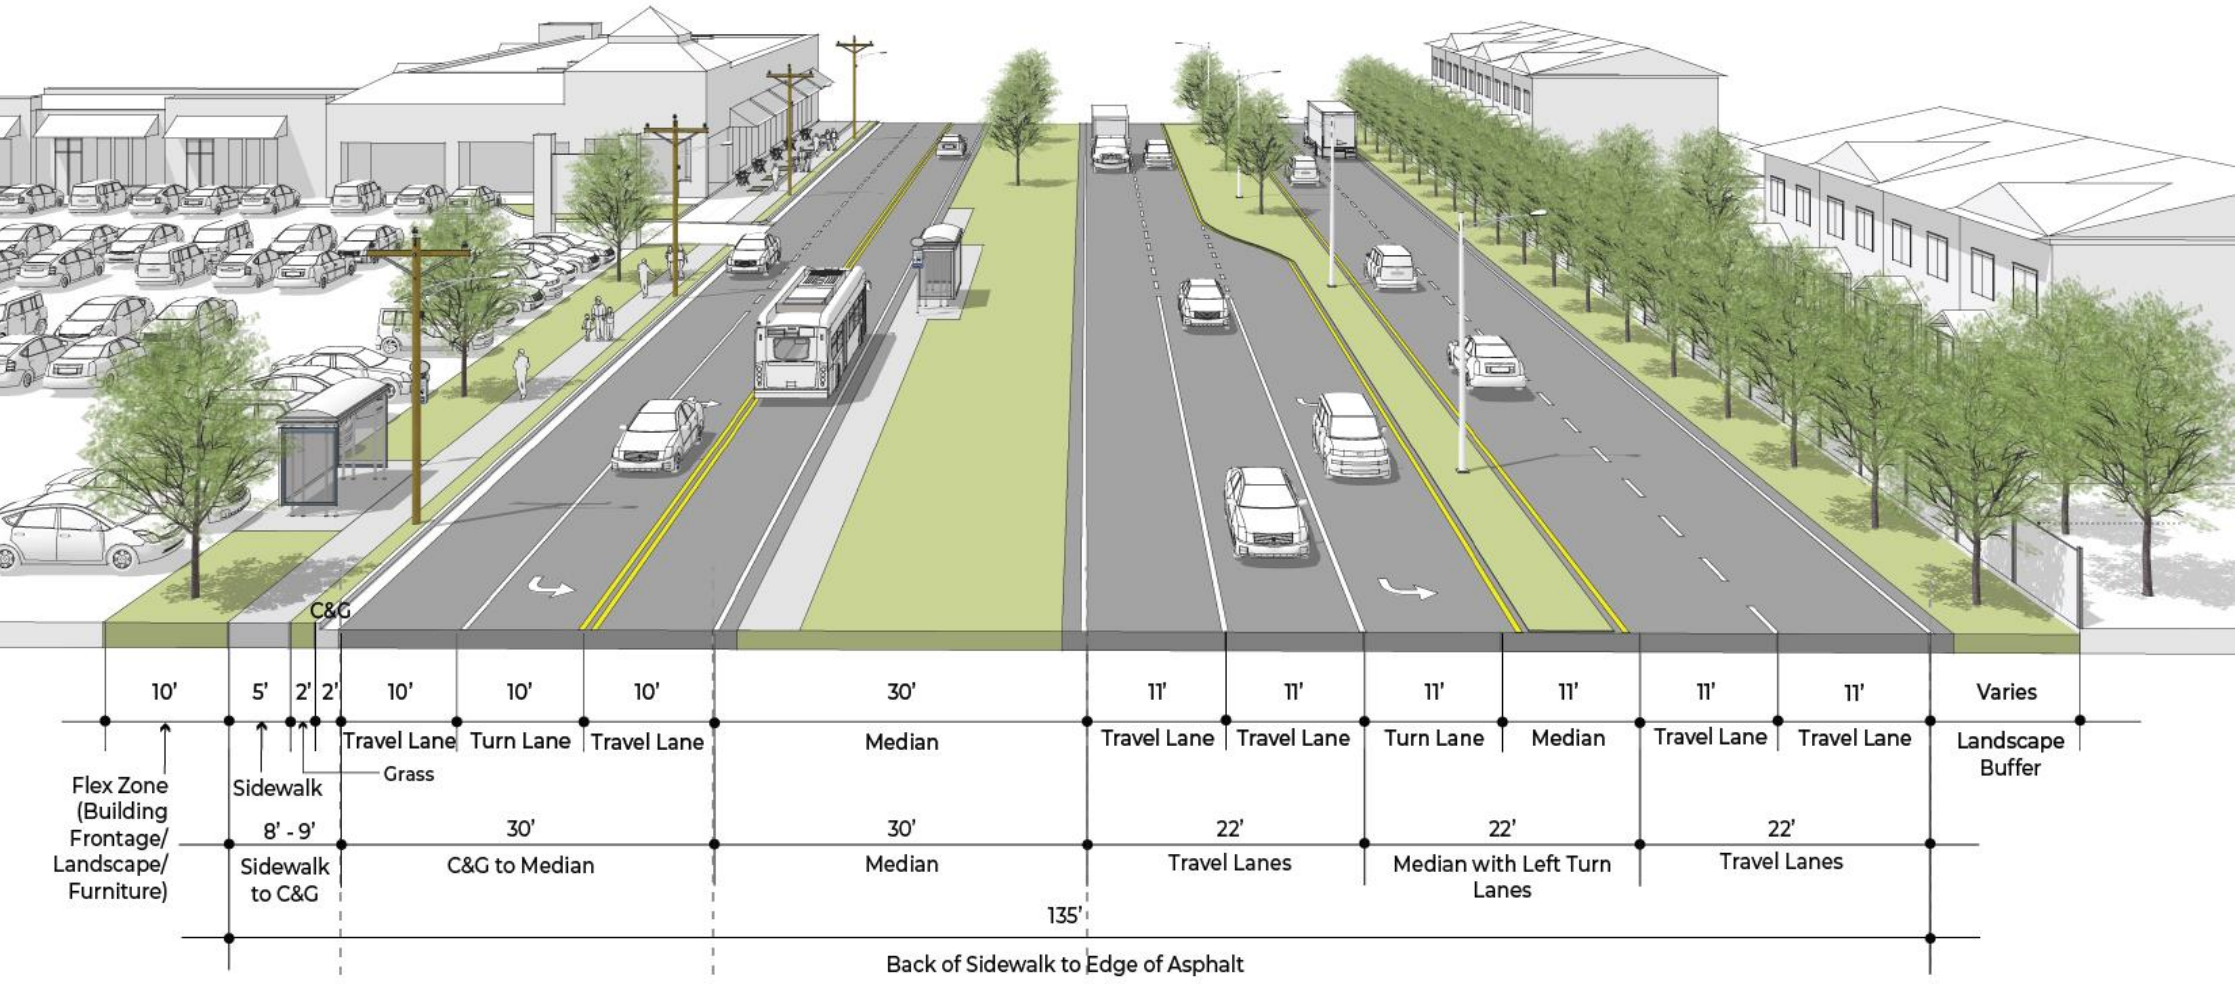 C&G
10’ 5’ 2’ 2’ 10’ 10’ 10’ 30’ 11’ 11’ 11’ 11’ 11’ 11’ Varies
Travel Lane Turn Lane Travel Lane Median Travel Lane Travel Lane Turn Lane Median Travel Lane Travel Lane Landscape
Buffer
Grass
Flex Zone
(Building
Frontage/
Landscape/
Furniture)
Sidewalk
8’ - 9’ 30’ 30’ 22’ 22’ 22’
Sidewalk
to C&G
C&G to Median
Median
Travel Lanes
Median with Left Turn
Lanes
Travel Lanes
135’
Back of Sidewalk to Edge of Asphalt